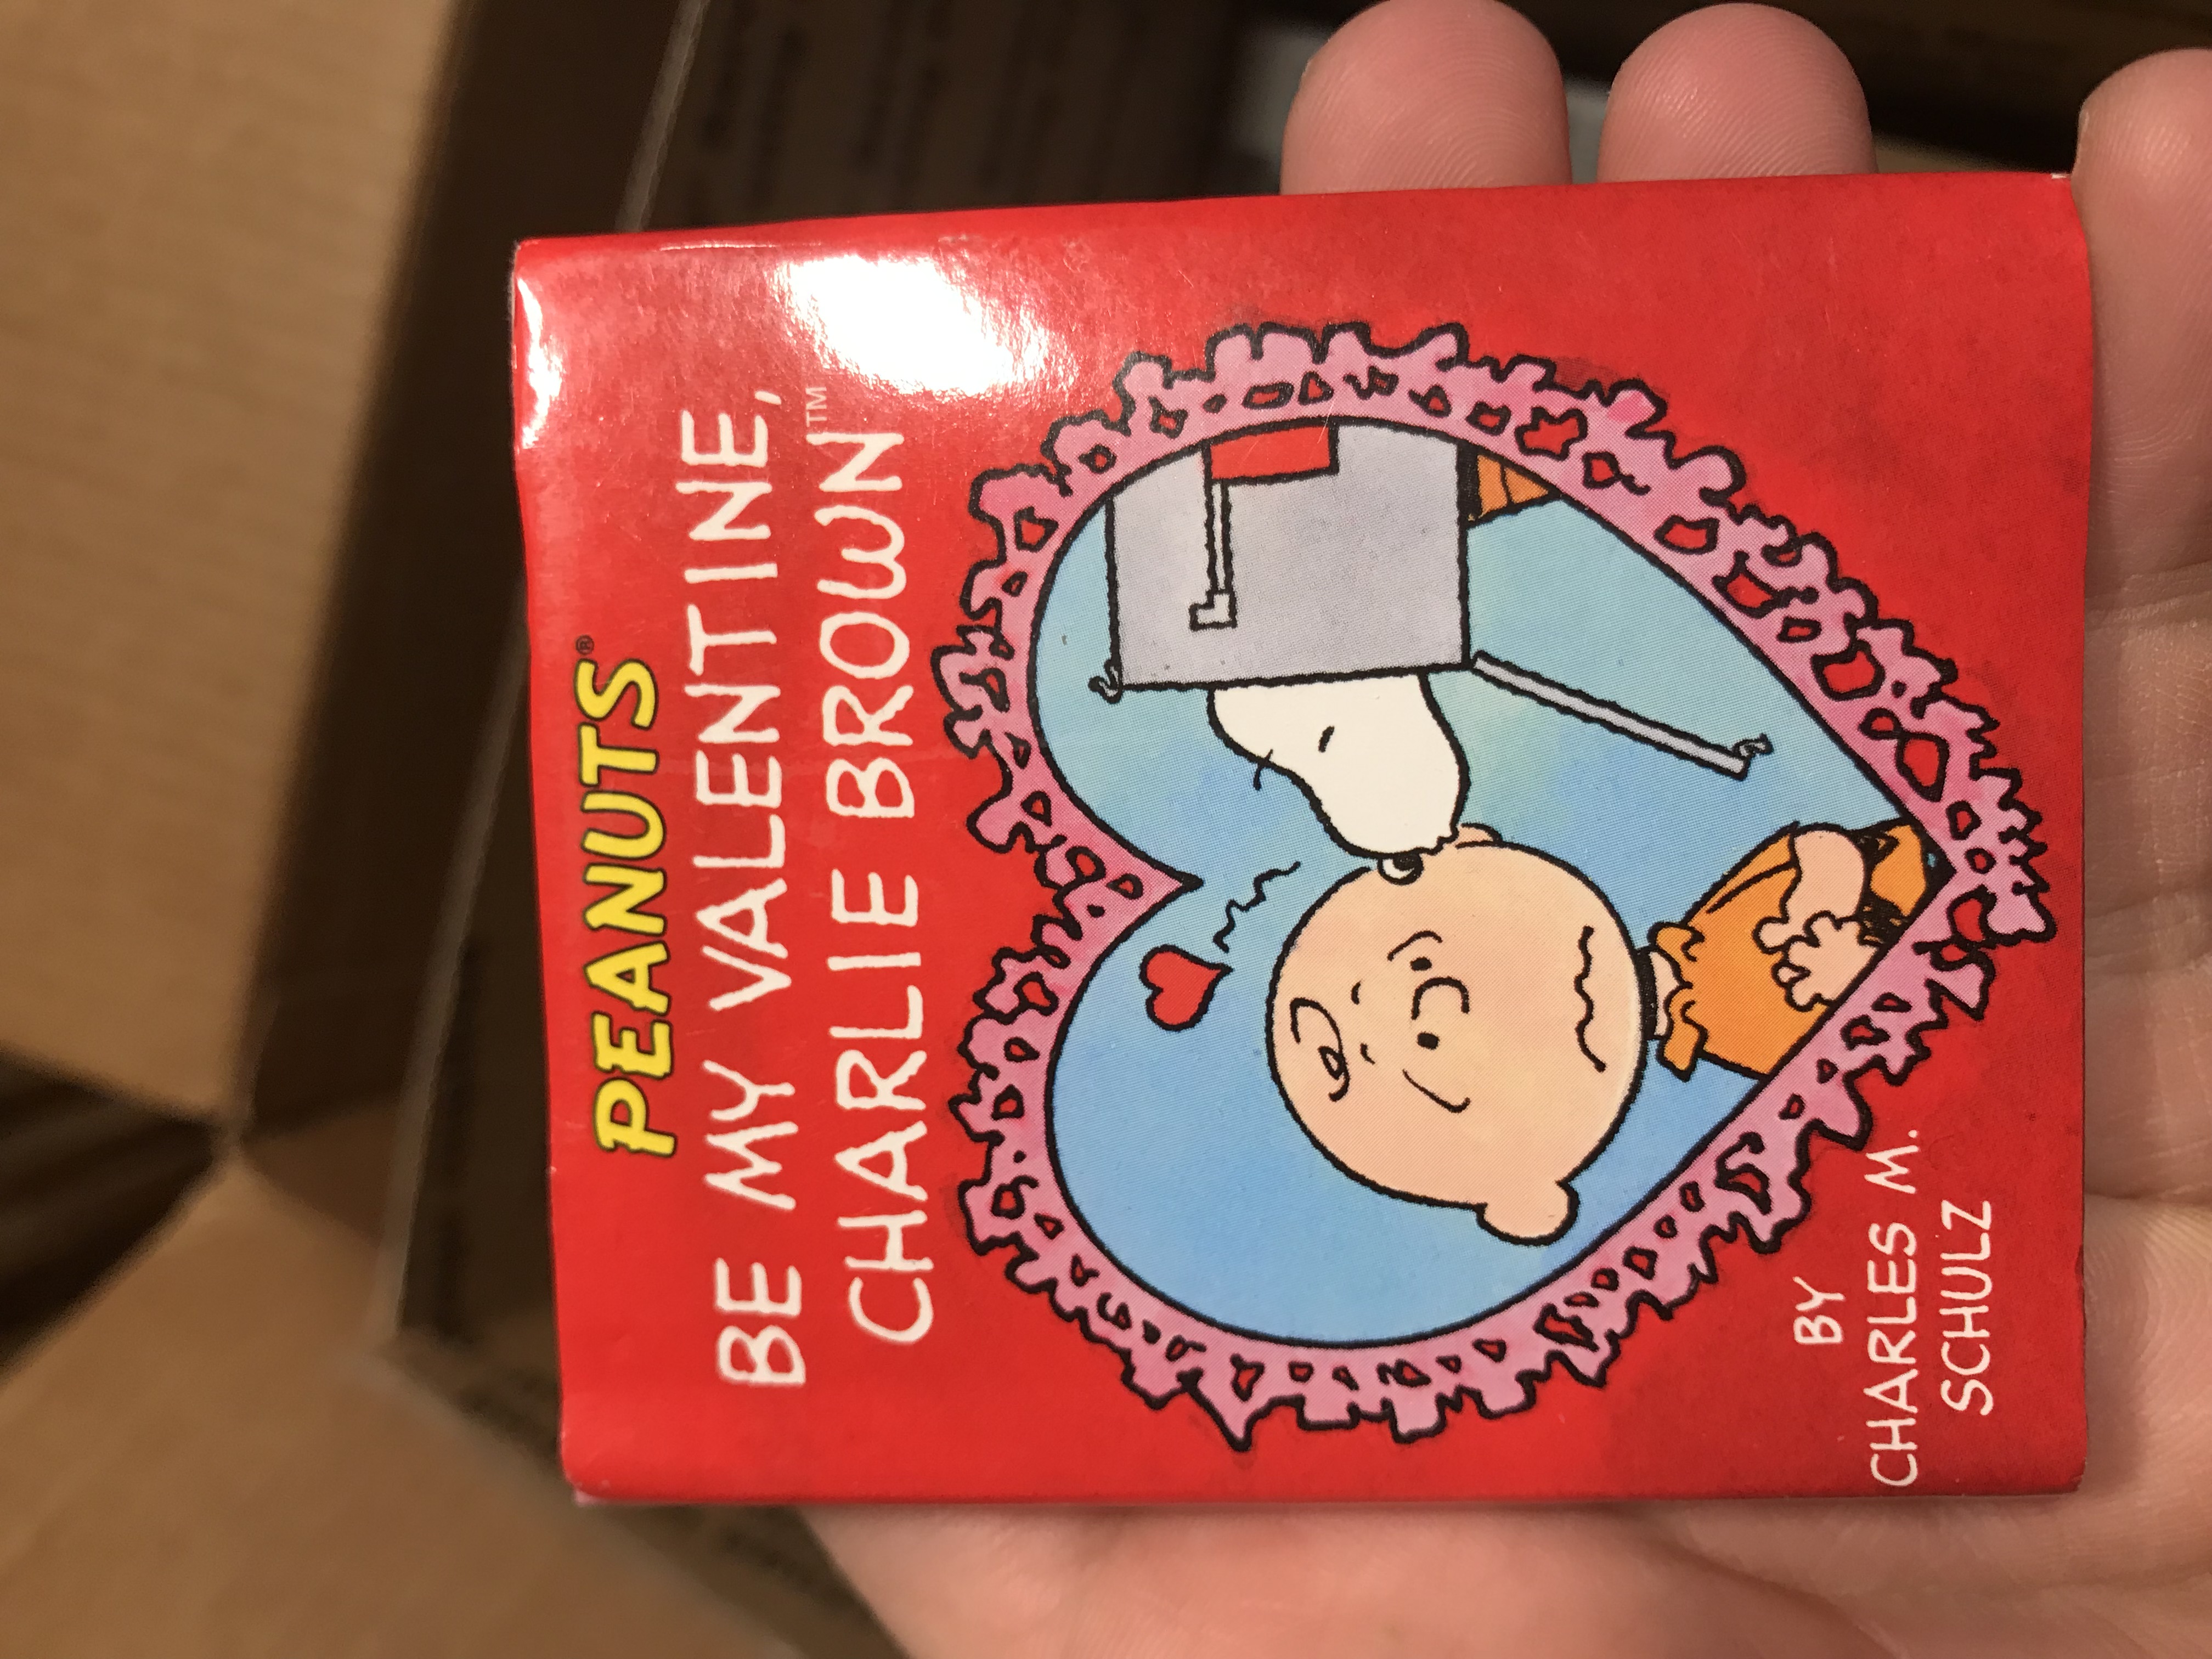 PEANUTS®
BE MY VALENTINE,
CHARLIE BROWN™
BY
CHARLES M.
SCHULZ